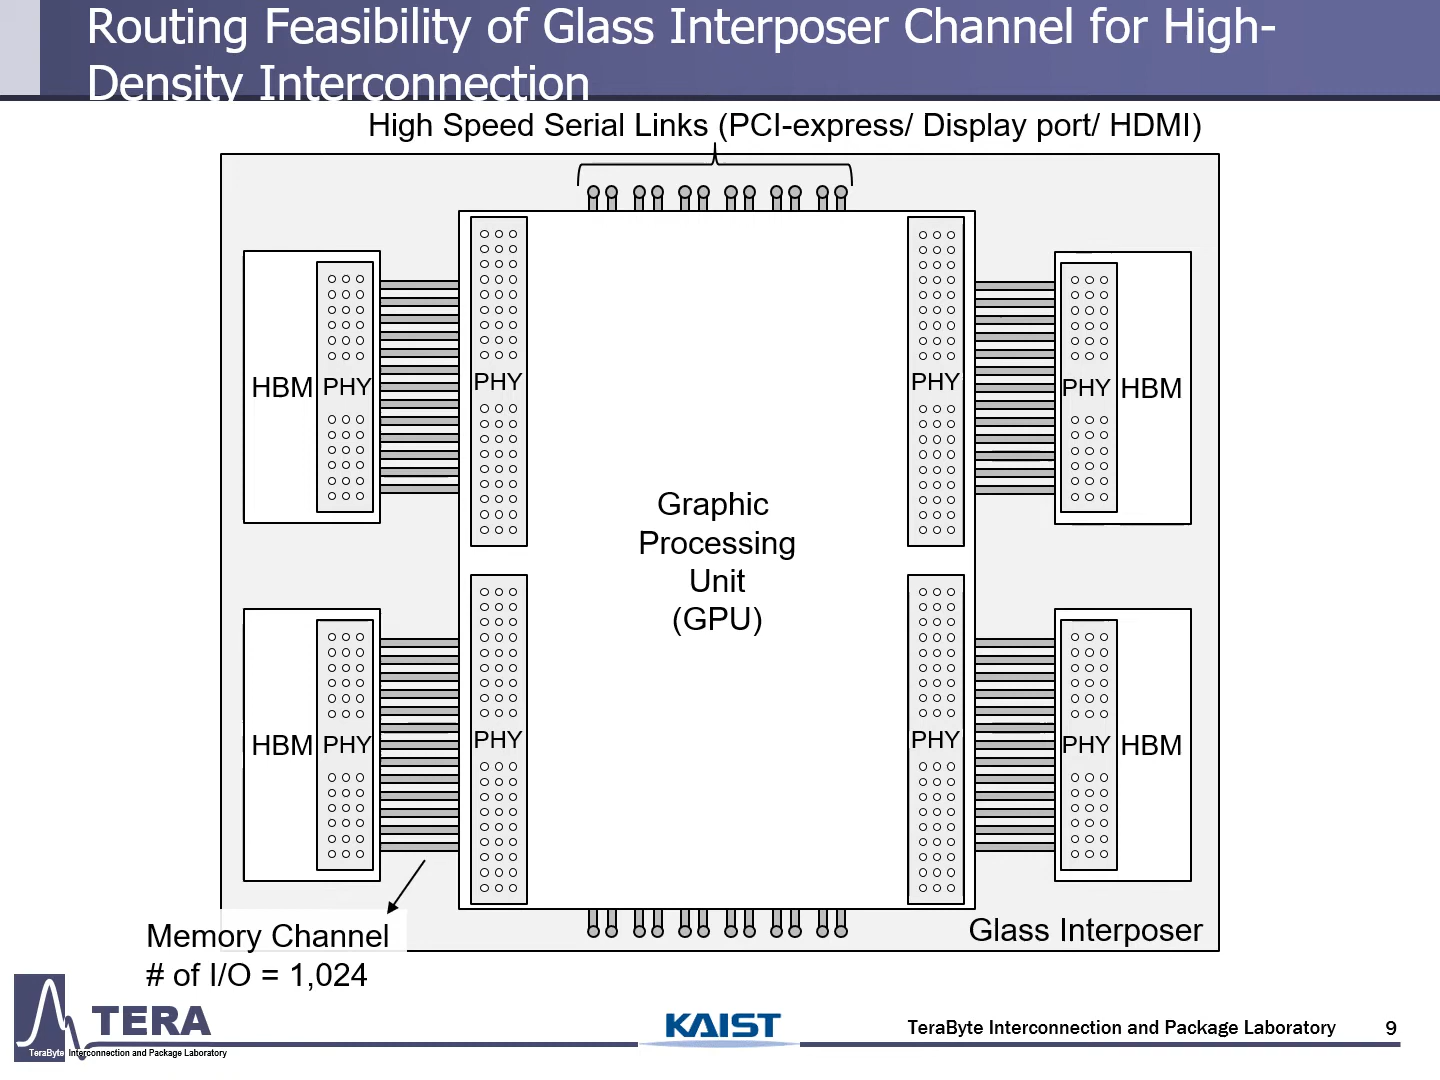 Routing Feasibility of Glass Interposer Channel for High-
Density Interconnection
High Speed Serial Links (PCI-express/ Display port/ HDMI)
HBM PHY PHY PHY PHY HBM
Graphic
Processing
Unit
(GPU)
HBM PHY PHY PHY PHY HBM
Glass Interposer
Memory Channel
# of I/O = 1,024
TERA
TeraByte Interconnection and Package Laboratory
KAIST
TeraByte Interconnection and Package Laboratory 9